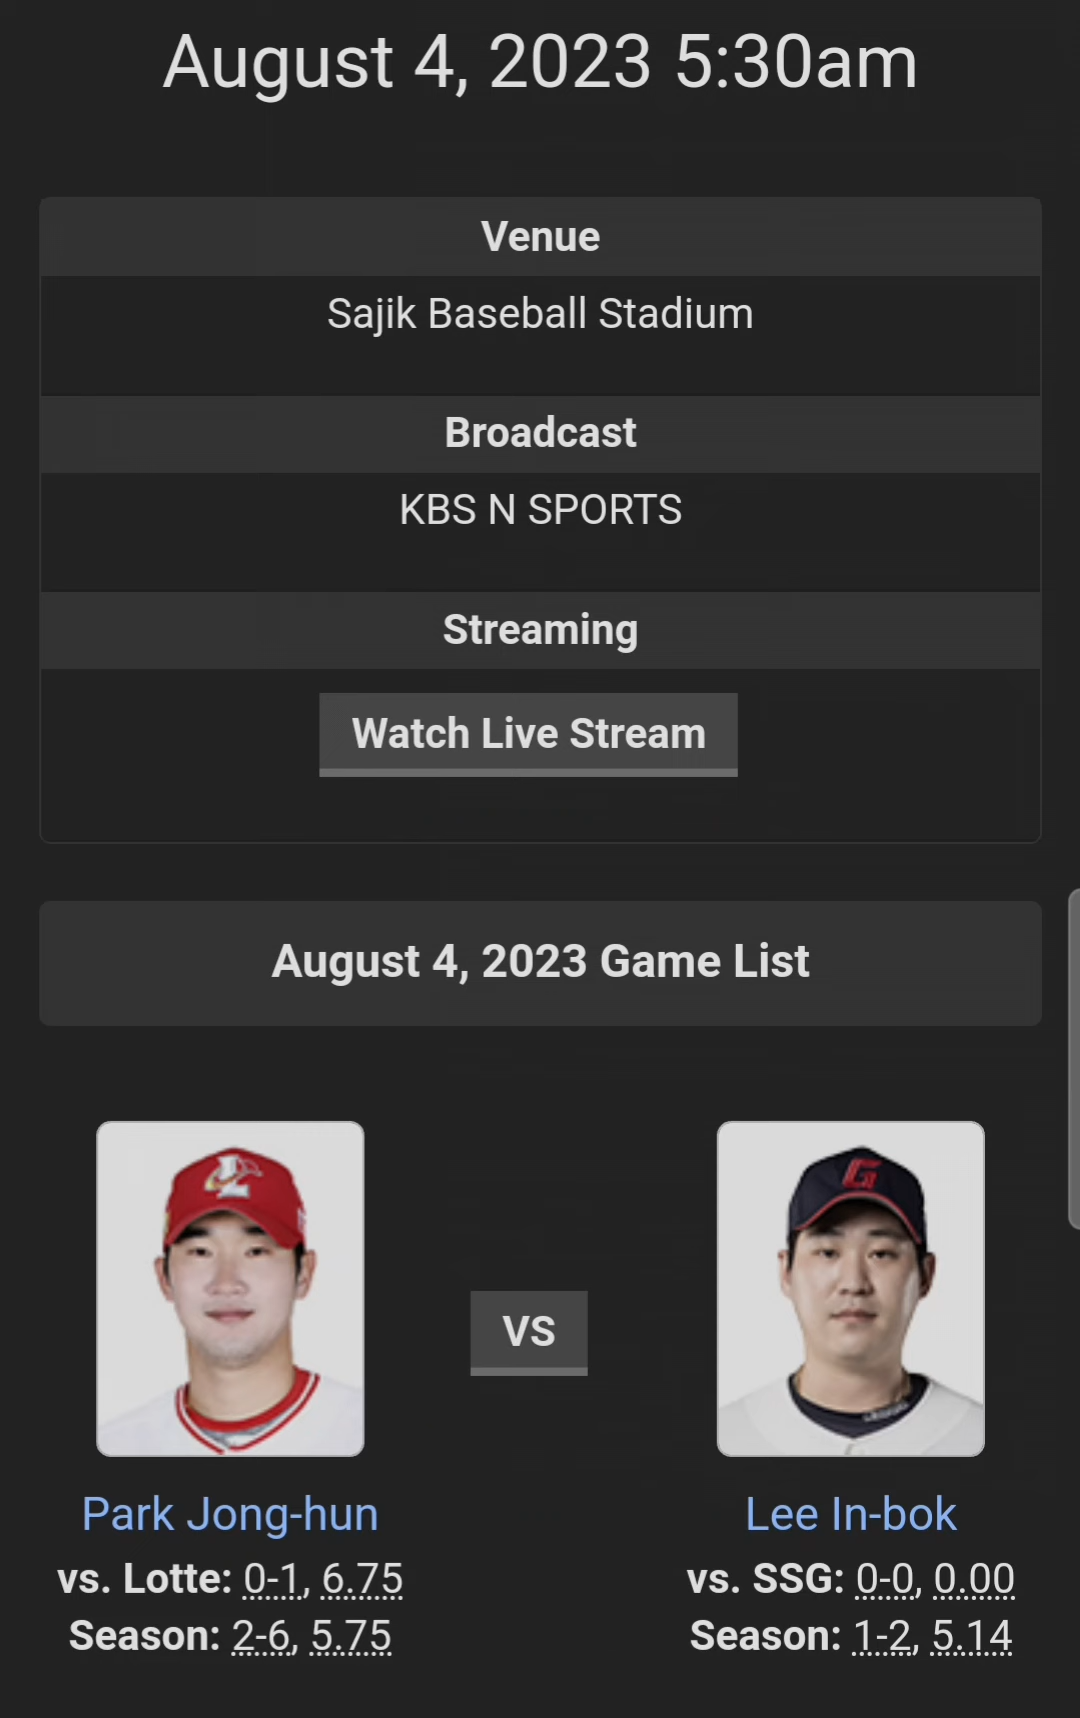 August 4, 2023 5:30am
Venue
Sajik Baseball Stadium
Broadcast
KBS N SPORTS
Streaming
Watch Live Stream
August 4, 2023 Game List
VS
Park Jong-hun
vs. Lotte: 0-1, 6.75
Season: 2-6, 5.75
Lee In-bok
vs. SSG: 0-0, 0.00
Season: 1-2, 5.14